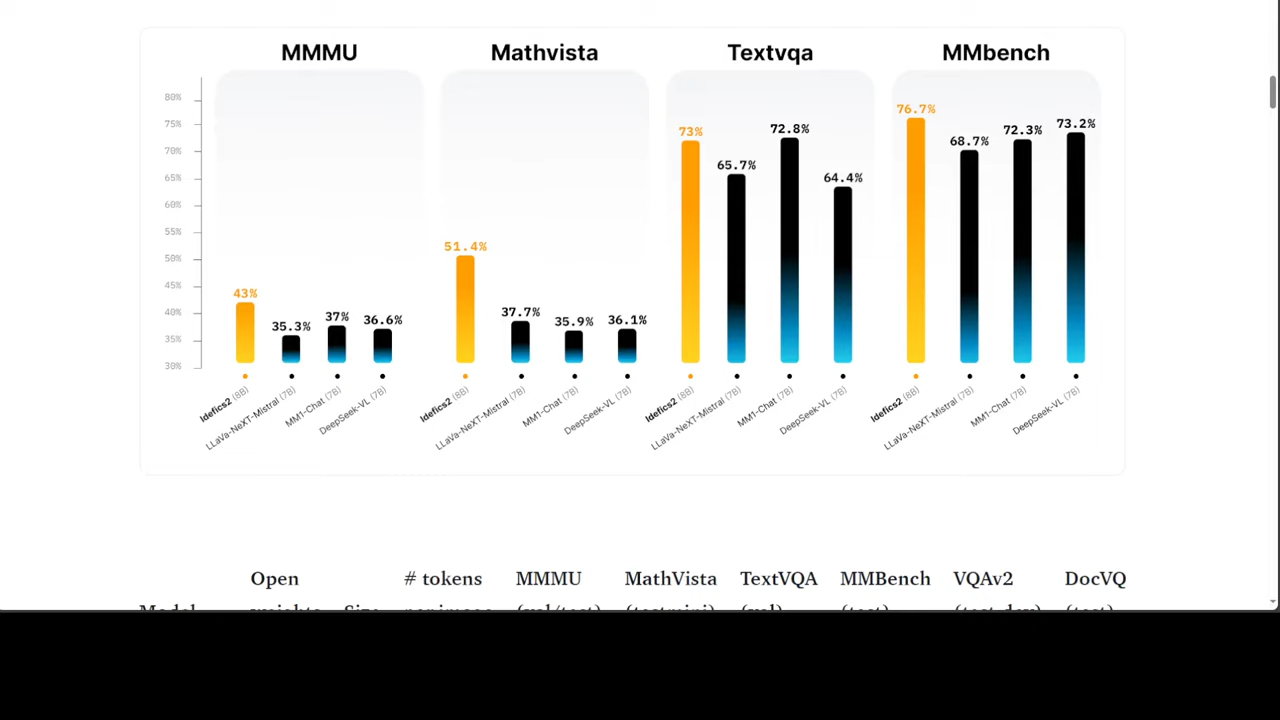 MMMU Mathvista Textvqa MMbench
80%
75%
70%
65%
60%
55%
50%
45%
40%
35%
30%
43% 35.3% 37% 36.6%
51.4% 37.7% 35.9% 36.1%
73% 65.7% 72.8% 64.4%
76.7% 68.7% 72.3% 73.2%
Idefics2 (8B)
LLaVa-NeXT-Mistral (7B)
MM1-Chat (7B)
DeepSeek-VL (7B)
Idefics2 (8B)
LLaVa-NeXT-Mistral (7B)
MM1-Chat (7B)
DeepSeek-VL (7B)
Idefics2 (8B)
LLaVa-NeXT-Mistral (7B)
MM1-Chat (7B)
DeepSeek-VL (7B)
Idefics2 (8B)
LLaVa-NeXT-Mistral (7B)
MM1-Chat (7B)
DeepSeek-VL (7B)
Open # tokens MMMU MathVista TextVQA MMBench VQAv2 DocVQ
Model Size